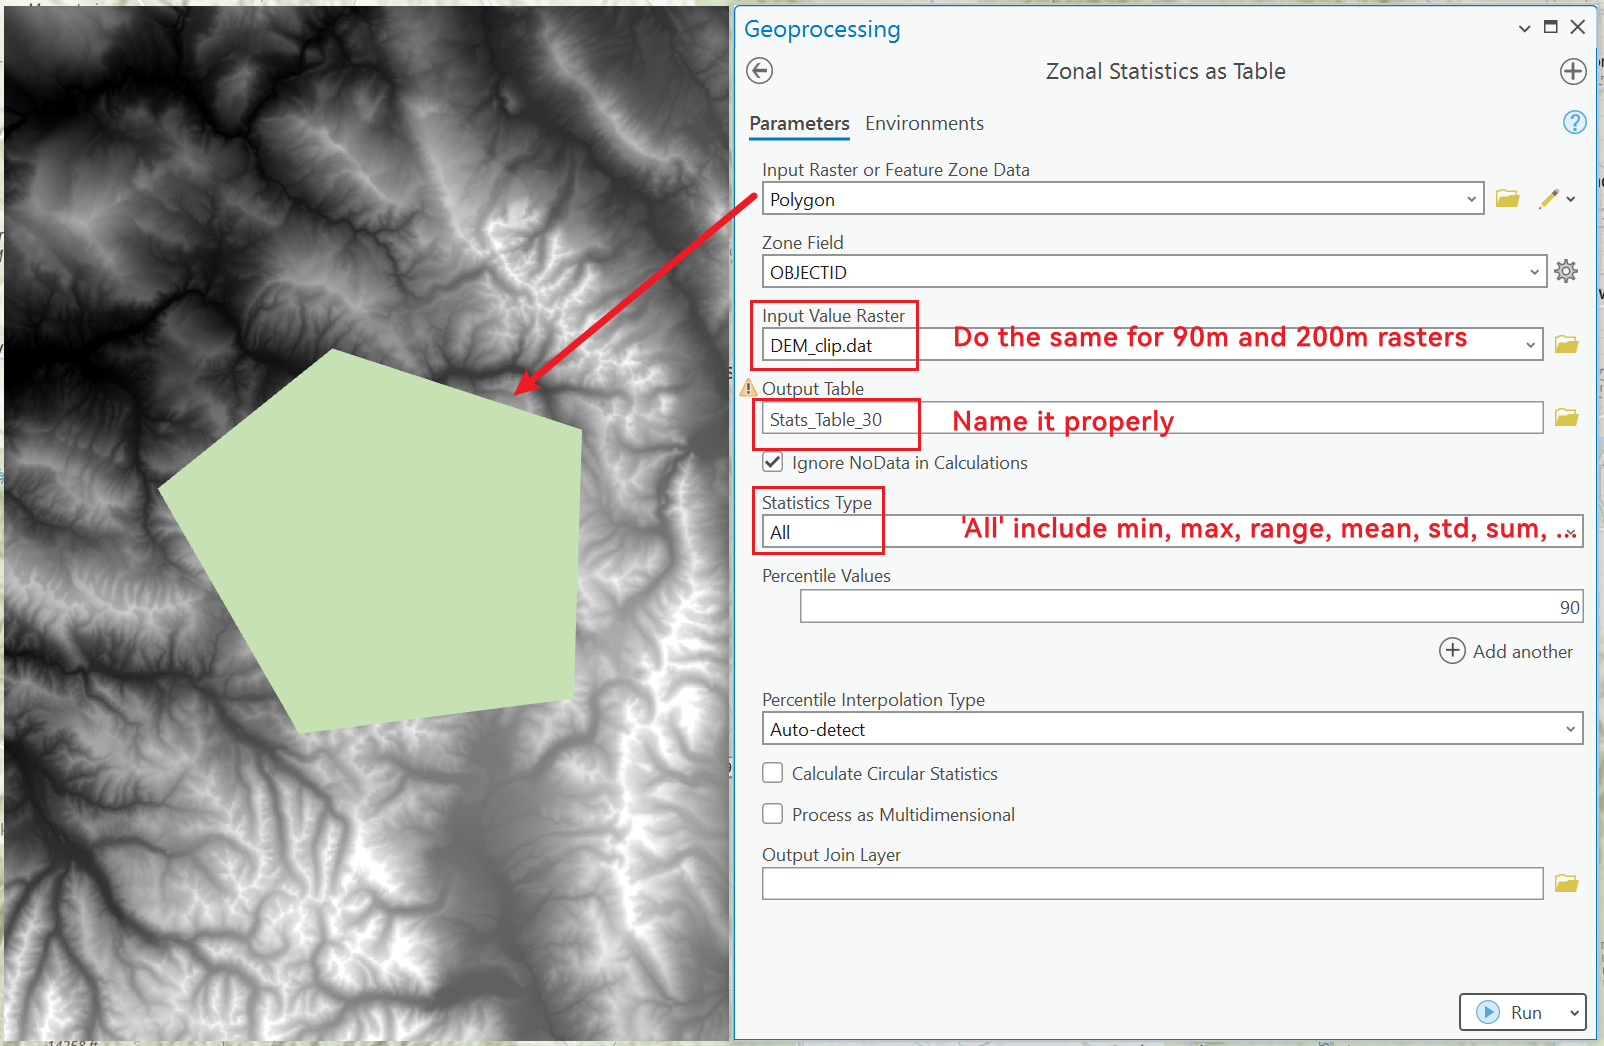 Geoprocessing
Zonal Statistics as Table
Parameters Environments
Input Raster or Feature Zone Data
Polygon
Zone Field
OBJECTID
Input Value Raster
DEM_clip.dat Do the same for 90m and 200m rasters
Output Table
Stats_Table_30 Name it properly
Ignore NoData in Calculations
Statistics Type
All 'All' include min, max, range, mean, std, sum, ...
Percentile Values
90
Add another
Percentile Interpolation Type
Auto-detect
Calculate Circular Statistics
Process as Multidimensional
Output Join Layer
Run
14258 ft